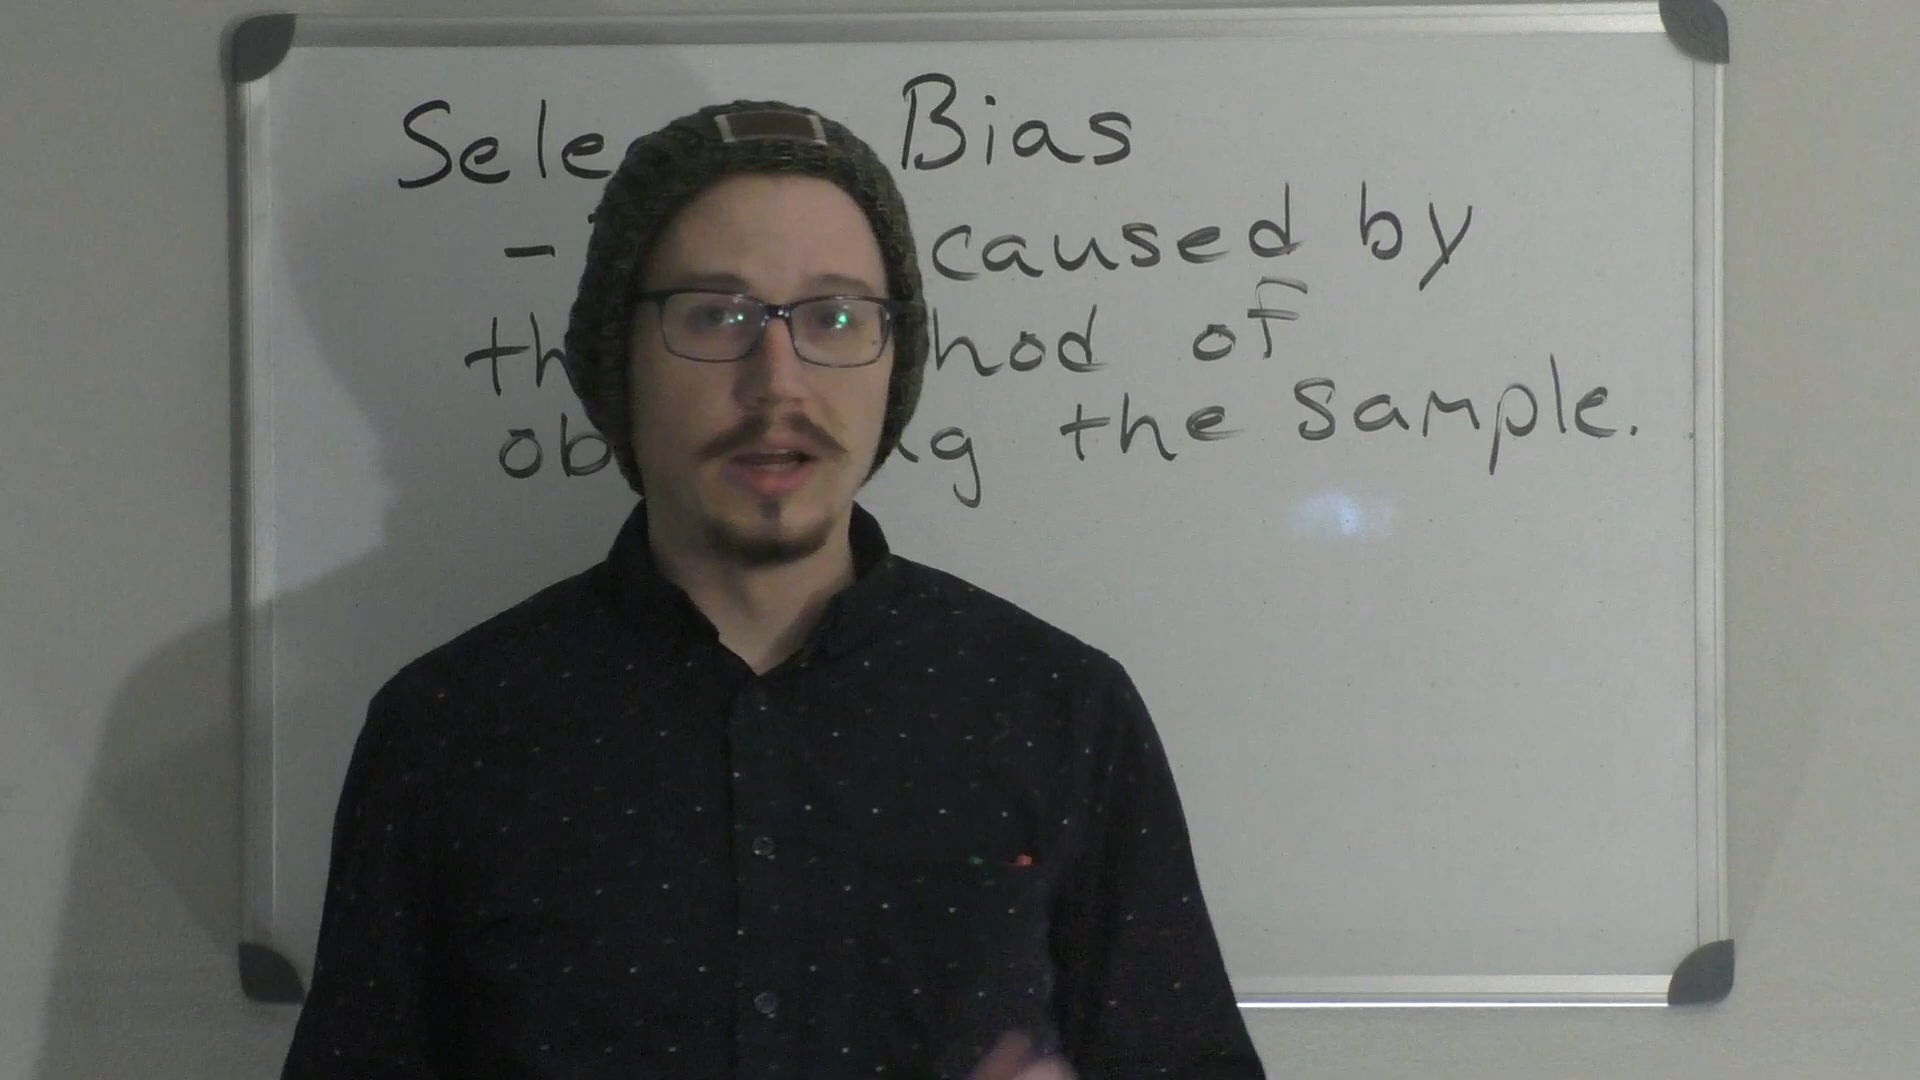 Sele Bias
- caused by
th hod of
ob g the sample.